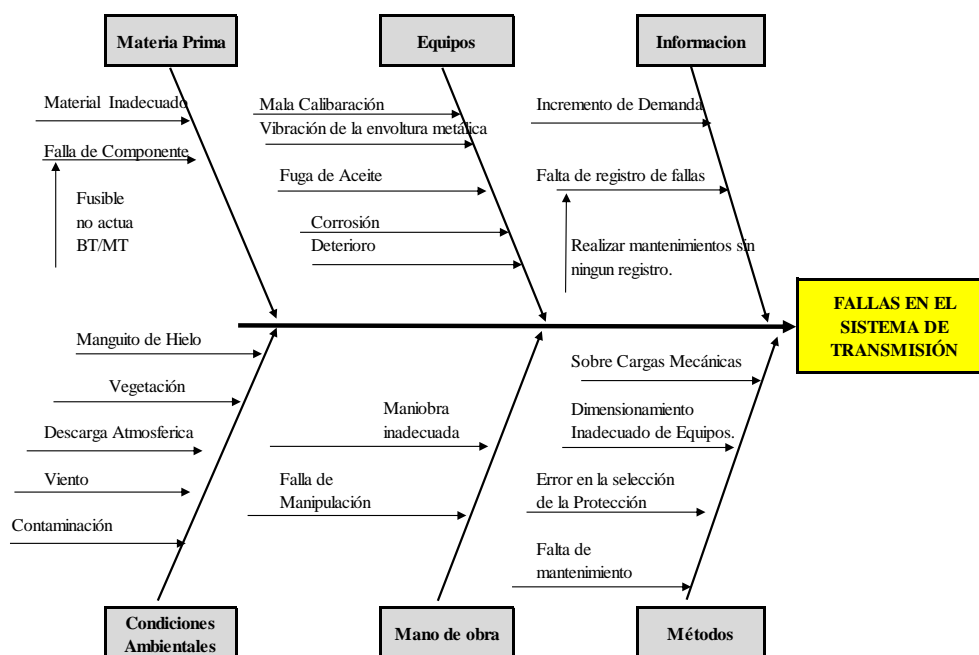 Materia Prima
Equipos
Informacion
Material Inadecuado
Falla de Componente
Fusible
no actua
BT/MT
Mala Calibaración
Vibración de la envoltura metálica
Fuga de Aceite
Corrosión
Deterioro
Incremento de Demanda
Falta de registro de fallas
Realizar mantenimientos sin
ningun registro.
FALLAS EN EL
SISTEMA DE
TRANSMISIÓN
Manguito de Hielo
Vegetación
Descarga Atmosferica
Viento
Contaminación
Maniobra
inadecuada
Falla de
Manipulación
Sobre Cargas Mecánicas
Dimensionamiento
Inadecuado de Equipos.
Error en la selección
de la Protección
Falta de
mantenimiento
Condiciones
Ambientales
Mano de obra
Métodos